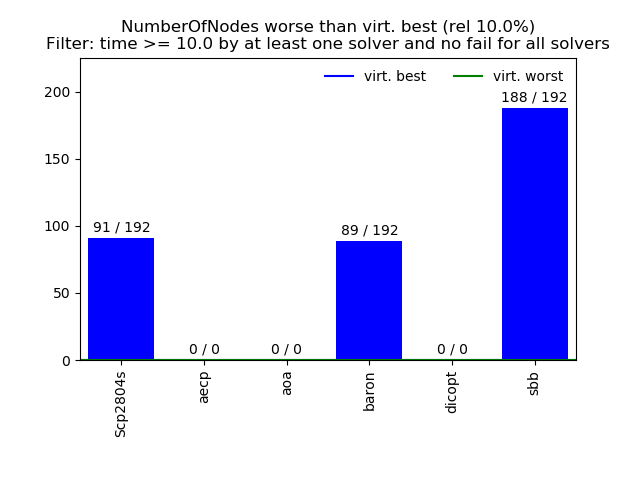 NumberOfNodes worse than virt. best (rel 10.0%)
Filter: time >= 10.0 by at least one solver and no fail for all solvers
virt. best
virt. worst
200
150
100
50
0
91 / 192
0 / 0
0 / 0
89 / 192
0 / 0
188 / 192
Scp2804s
aecp
aoa
baron
dicopt
sbb